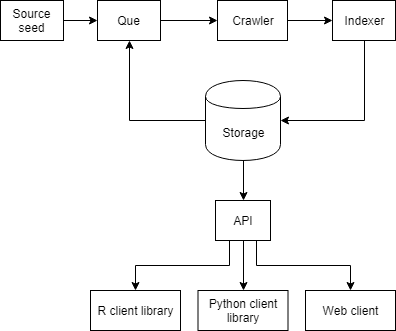 Source
seed
Que
Crawler
Indexer
Storage
API
R client library
Python client
library
Web client